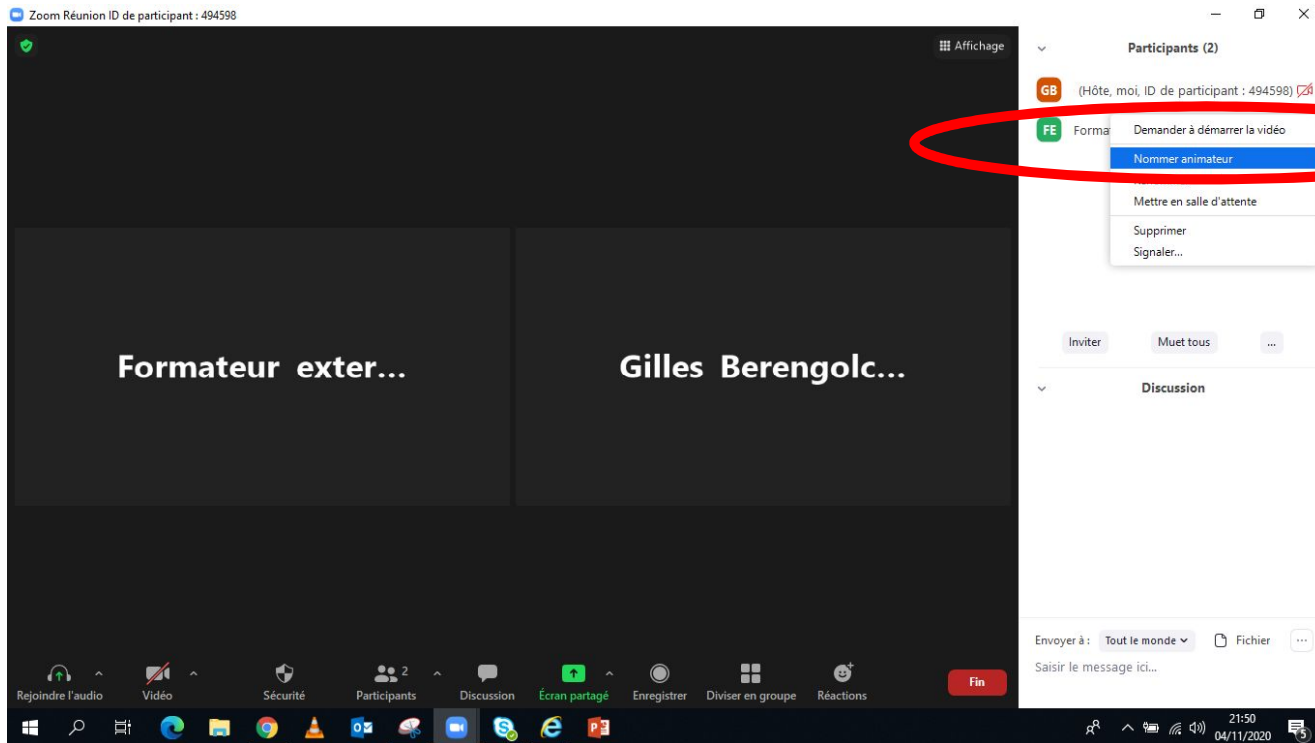 Zoom Réunion ID de participant : 494598
Affichage
Participants (2)
GB (Hôte, moi, ID de participant : 494598)
FE Forma
Demander à démarrer la vidéo
Nommer animateur
Mettre en salle d'attente
Supprimer
Signaler...
Inviter Muet tous ...
Discussion
Formateur exter... Gilles Berengolc...
Envoyer à : Tout le monde Fichier ...
Saisir le message ici...
2
Rejoindre l'audio Vidéo Sécurité Participants Discussion Écran partagé Enregistrer Diviser en groupe Réactions Fin
21:50
04/11/2020
5